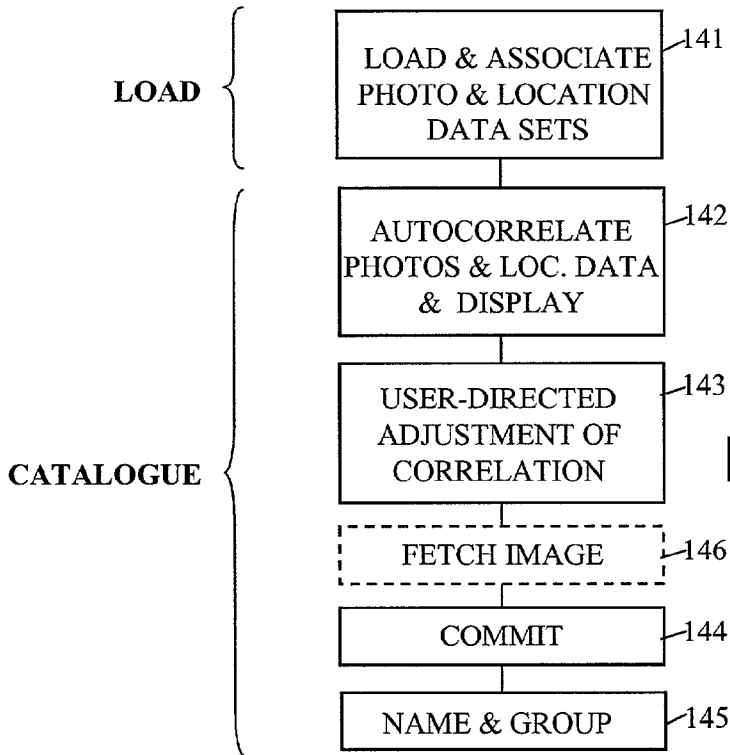 LOAD
LOAD & ASSOCIATE
PHOTO & LOCATION
DATA SETS
141
CATALOGUE
AUTOCORRELATE
PHOTOS & LOC. DATA
& DISPLAY
142
USER-DIRECTED
ADJUSTMENT OF
CORRELATION
143
FETCH IMAGE
146
COMMIT
144
NAME & GROUP
145